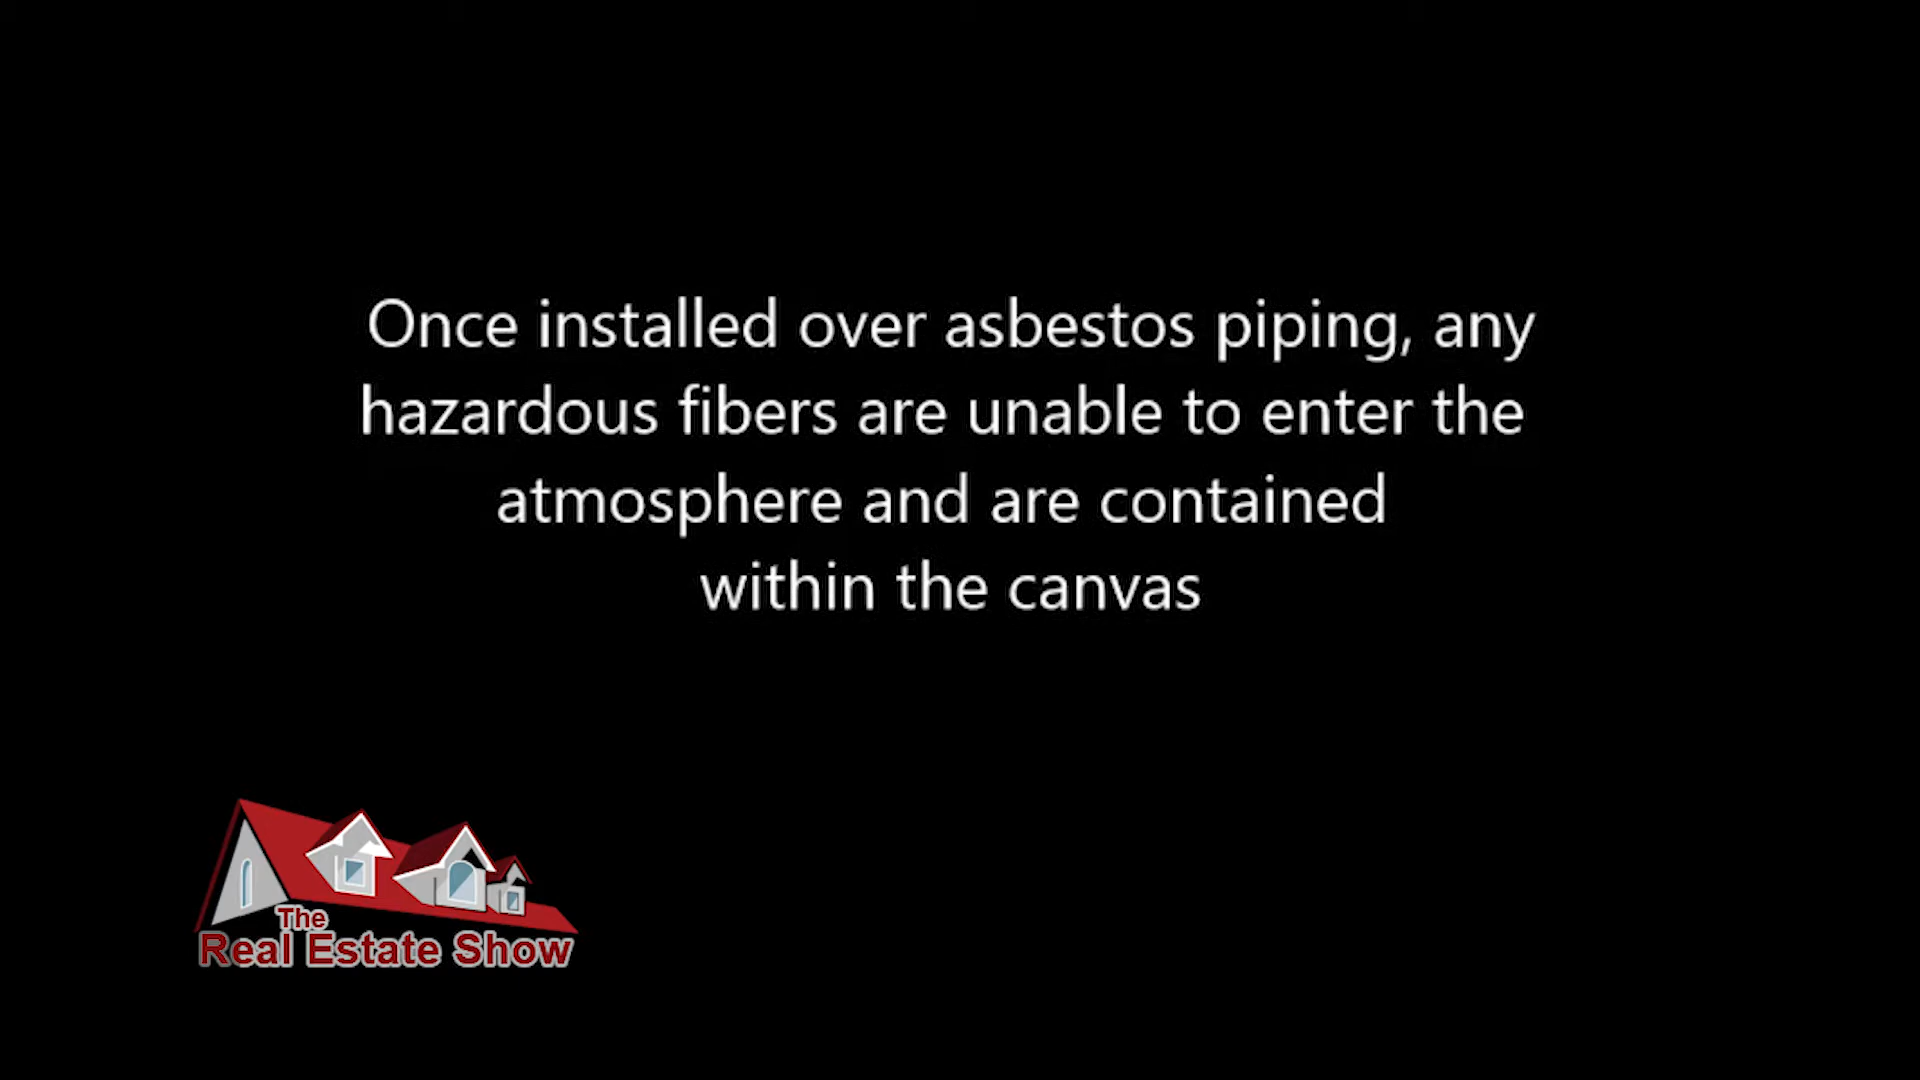 Once installed over asbestos piping, any
hazardous fibers are unable to enter the
atmosphere and are contained
within the canvas
The
Real Estate Show